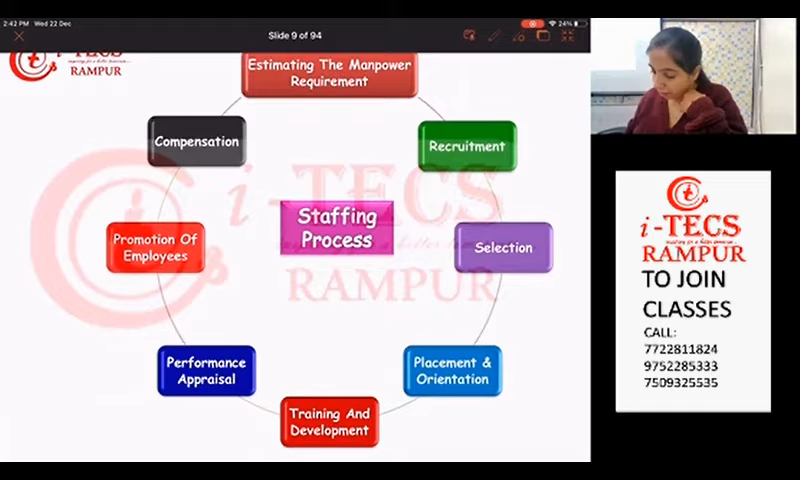 2:42 PM Wed 22 Dec
24%
Slide 9 of 94
i-TECS
RAMPUR
Estimating The Manpower
Requirement
Compensation
Recruitment
i-TECS
RAMPUR
Staffing
Process
Promotion Of
Employees
Selection
Performance
Appraisal
Placement &
Orientation
Training And
Development
i-TECS
RAMPUR
TO JOIN
CLASSES
CALL:
7722811824
9752285333
7509325535